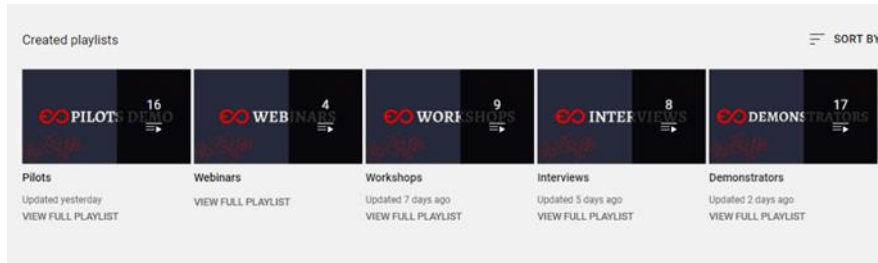 Created playlists
SORT BY
16
PILOTS DEMO
4
WEBINARS
9
WORKSHOPS
8
INTERVIEWS
17
DEMONSTRATORS
Pilots
Updated yesterday
VIEW FULL PLAYLIST
Webinars
VIEW FULL PLAYLIST
Workshops
Updated 7 days ago
VIEW FULL PLAYLIST
Interviews
Updated 5 days ago
VIEW FULL PLAYLIST
Demonstrators
Updated 2 days ago
VIEW FULL PLAYLIST